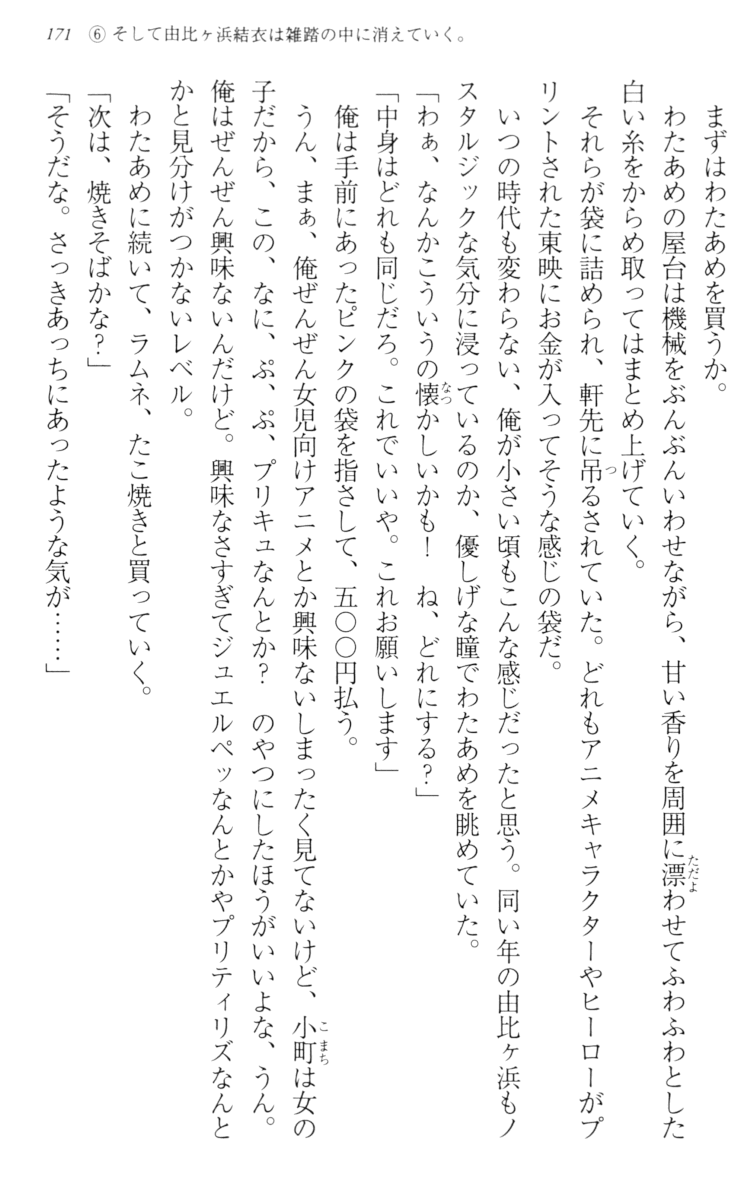 171 ⑥ そして由比ヶ浜結衣は雑踏の中に消えていく。
まずはわたあめを買うか。
わたあめの屋台は機械をぶんぶんいわせながら、甘い香りを周囲に漂わせてふわふわとした
白い糸をからめ取ってはまとめ上げていく。
それらが袋に詰められ、軒先に吊るされていた。どれもアニメキャラクターやヒーローがプ
リントされた東映にお金が入ってそうな感じの袋だ。
いつの時代も変わらない、俺が小さい頃もこんな感じだったと思う。同い年の由比ヶ浜もノ
スタルジックな気分に浸っているのか、優しげな瞳でわたあめを眺めていた。
「わぁ、なんかこういうの懐かしいかも！　ね、どれにする？」
「中身はどれも同じだろ。これでいいや。これお願いします」
俺は手前にあったピンクの袋を指さして、五〇〇円払う。
うん、まぁ、俺ぜんぜん女児向けアニメとか興味ないしまったく見てないけど、小町は女の
子だから、この、なに、ぷ、ぷ、プリキュなんとか？　のやつにしたほうがいいよな、うん。
俺はぜんぜん興味ないんだけど。興味なさすぎてジュエルペッなんとかやプリティリズなんと
かと見分けがつかないレベル。
わたあめに続いて、ラムネ、たこ焼きと買っていく。
「次は、焼きそばかな？」
「そうだな。さっきあっちにあったような気が……」